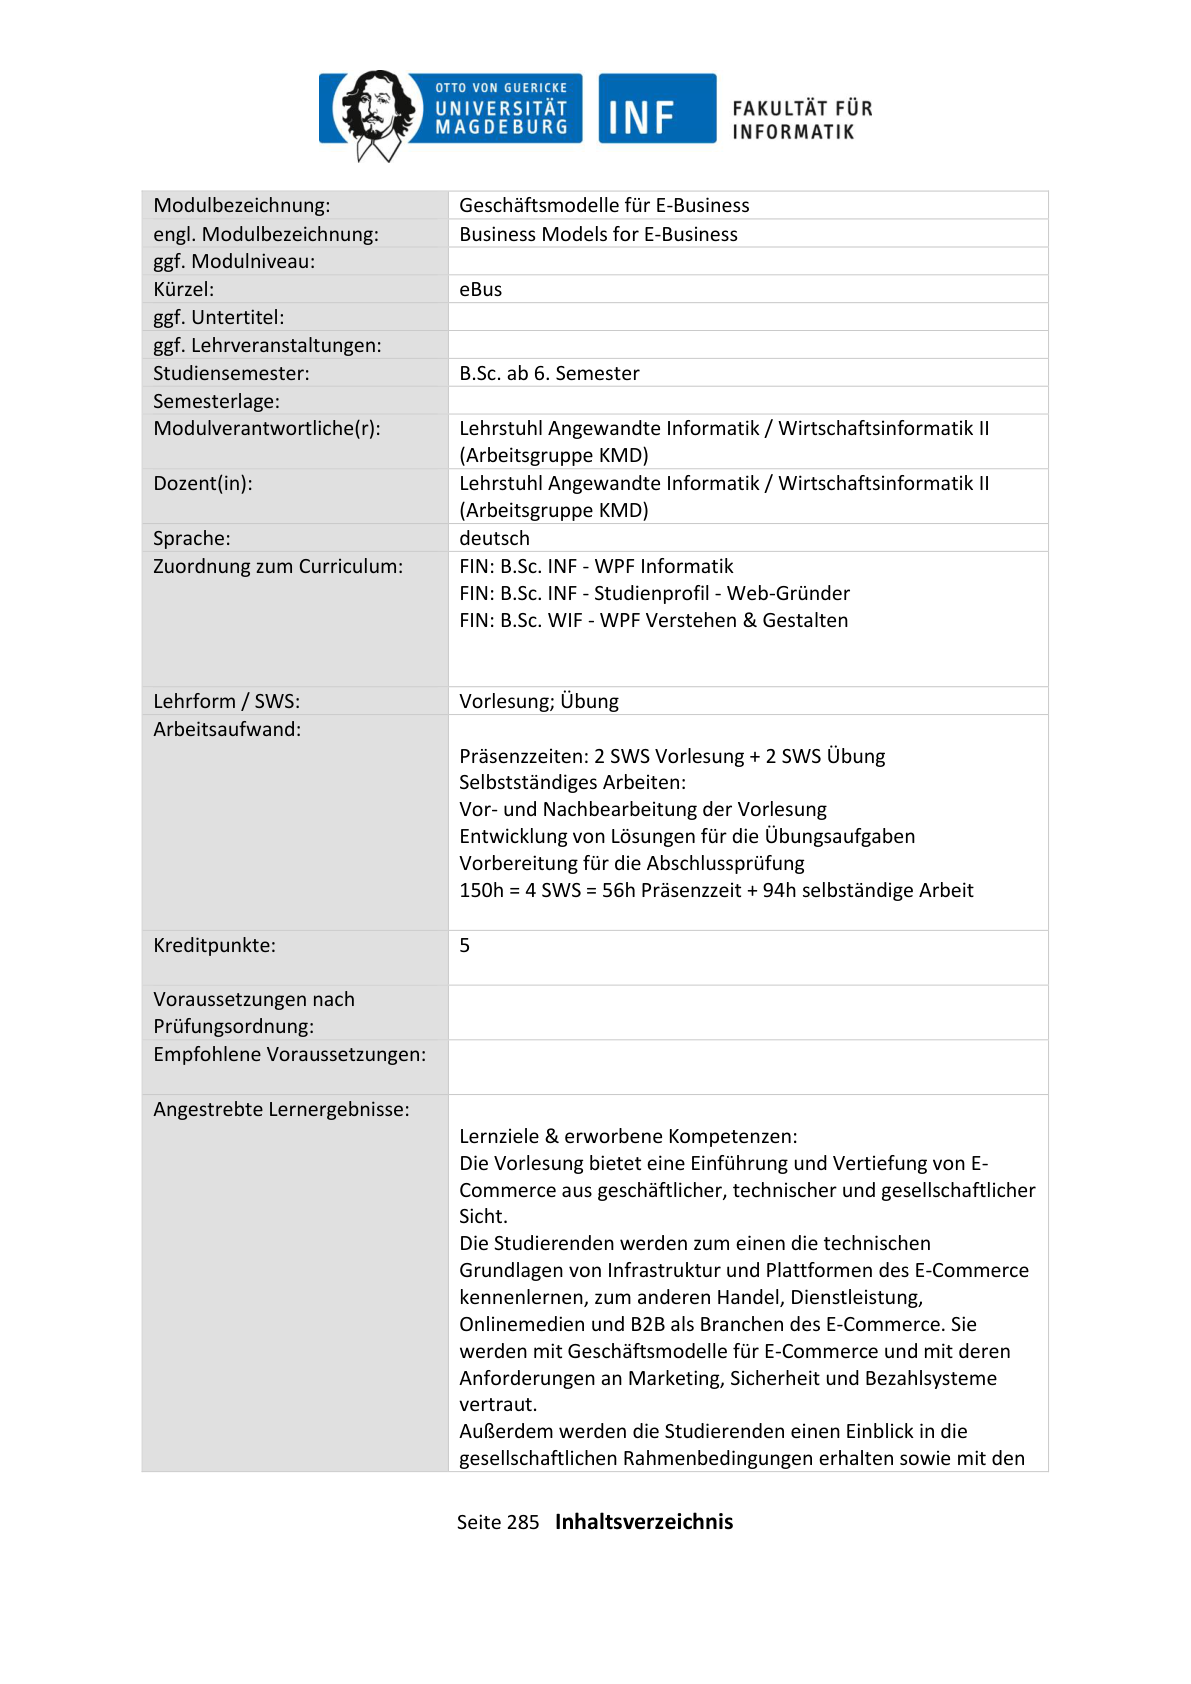 OTTO VON GUERICKE
UNIVERSITÄT
MAGDEBURG
INF
FAKULTÄT FÜR
INFORMATIK
Modulbezeichnung: Geschäftsmodelle für E-Business
engl. Modulbezeichnung: Business Models for E-Business
ggf. Modulniveau:
Kürzel: eBus
ggf. Untertitel:
ggf. Lehrveranstaltungen:
Studiensemester: B.Sc. ab 6. Semester
Semesterlage:
Modulverantwortliche(r): Lehrstuhl Angewandte Informatik / Wirtschaftsinformatik II
(Arbeitsgruppe KMD)
Dozent(in): Lehrstuhl Angewandte Informatik / Wirtschaftsinformatik II
(Arbeitsgruppe KMD)
Sprache: deutsch
Zuordnung zum Curriculum: FIN: B.Sc. INF - WPF Informatik
FIN: B.Sc. INF - Studienprofil - Web-Gründer
FIN: B.Sc. WIF - WPF Verstehen & Gestalten
Lehrform / SWS: Vorlesung; Übung
Arbeitsaufwand:
Präsenzzeiten: 2 SWS Vorlesung + 2 SWS Übung
Selbstständiges Arbeiten:
Vor- und Nachbearbeitung der Vorlesung
Entwicklung von Lösungen für die Übungsaufgaben
Vorbereitung für die Abschlussprüfung
150h = 4 SWS = 56h Präsenzzeit + 94h selbständige Arbeit
Kreditpunkte: 5
Voraussetzungen nach
Prüfungsordnung:
Empfohlene Voraussetzungen:
Angestrebte Lernergebnisse:
Lernziele & erworbene Kompetenzen:
Die Vorlesung bietet eine Einführung und Vertiefung von E-
Commerce aus geschäftlicher, technischer und gesellschaftlicher
Sicht.
Die Studierenden werden zum einen die technischen
Grundlagen von Infrastruktur und Plattformen des E-Commerce
kennenlernen, zum anderen Handel, Dienstleistung,
Onlinemedien und B2B als Branchen des E-Commerce. Sie
werden mit Geschäftsmodelle für E-Commerce und mit deren
Anforderungen an Marketing, Sicherheit und Bezahlsysteme
vertraut.
Außerdem werden die Studierenden einen Einblick in die
gesellschaftlichen Rahmenbedingungen erhalten sowie mit den
Seite 285 Inhaltsverzeichnis